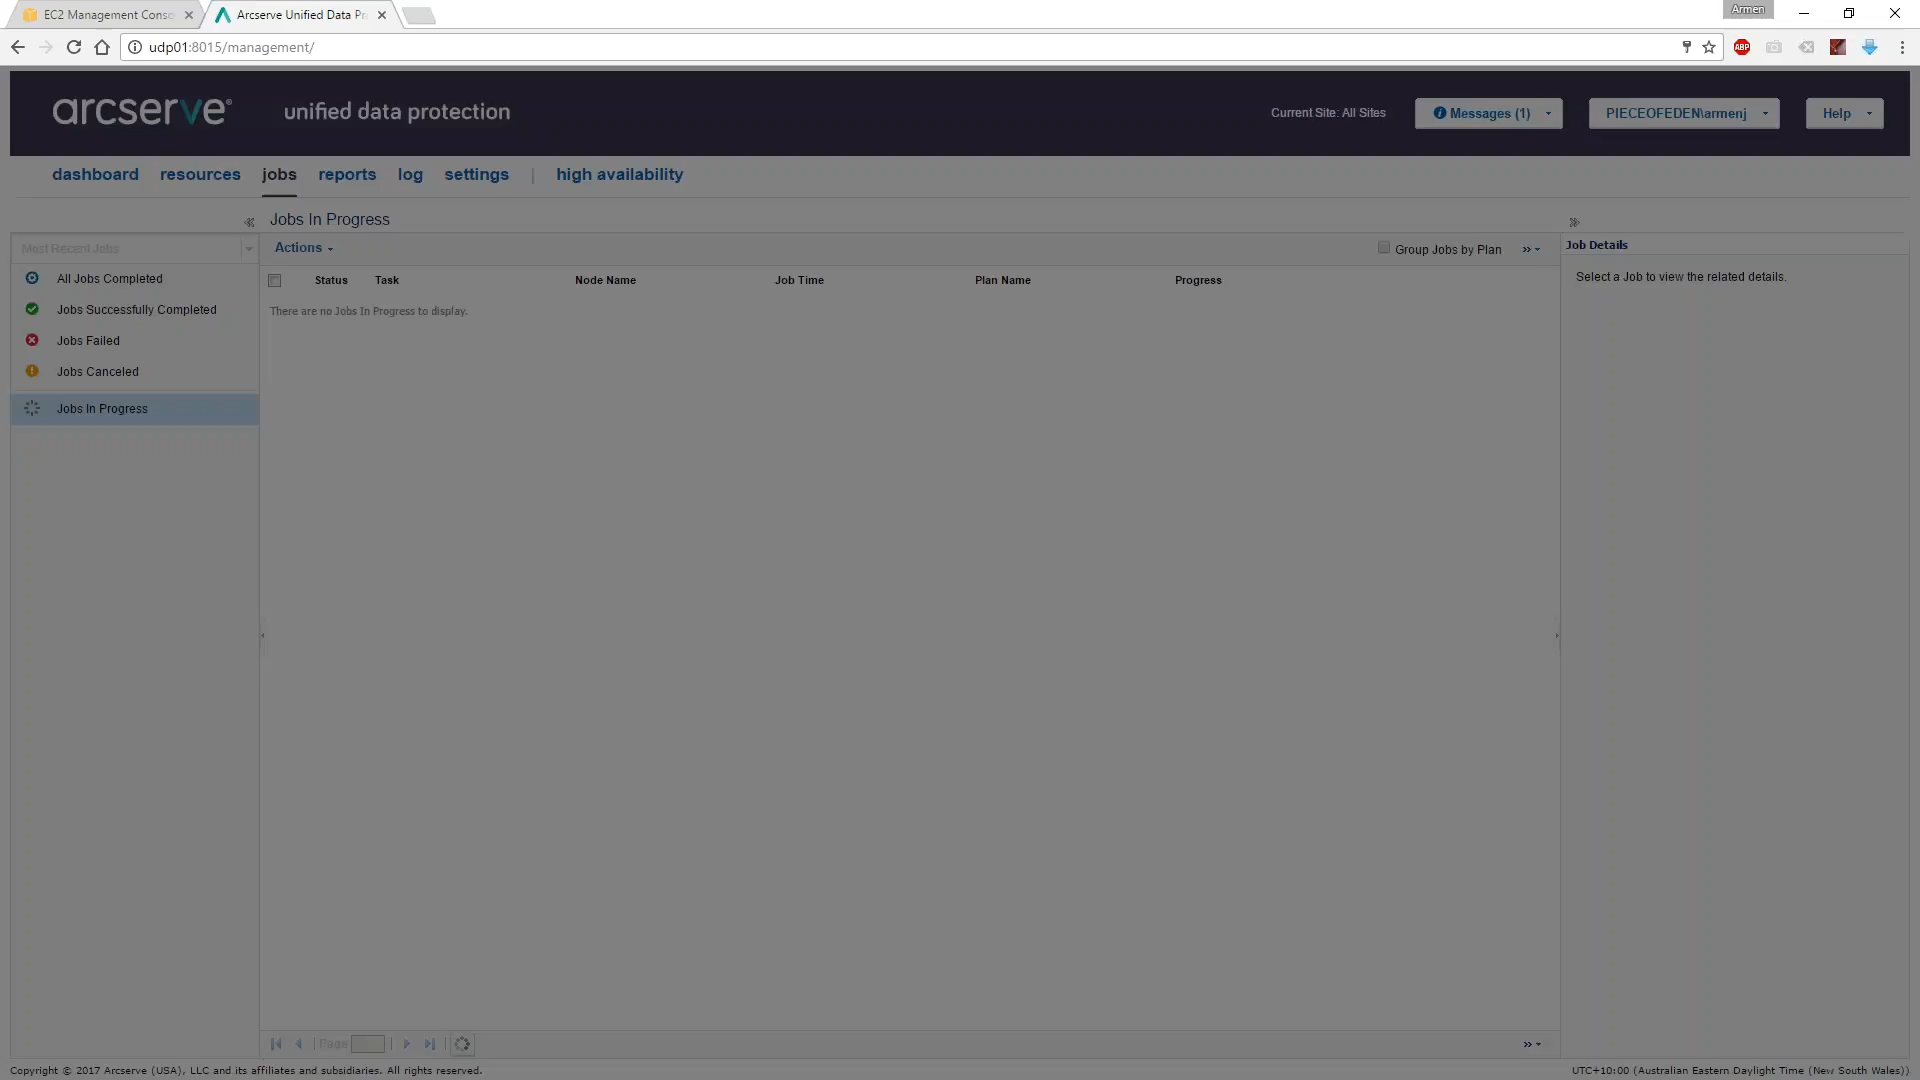 EC2 Management Conso
Arcserve Unified Data Pr
Armen
udp01:8015/management/
ABP
arcserve®
unified data protection
Current Site: All Sites
Messages (1)
PIECEOFEDEN\armenj
Help
dashboard
resources
jobs
reports
log
settings
|
high availability
Jobs In Progress
Most Recent Jobs
Actions
Group Jobs by Plan
Job Details
All Jobs Completed
Status
Task
Node Name
Job Time
Plan Name
Progress
Select a Job to view the related details.
Jobs Successfully Completed
There are no Jobs In Progress to display.
Jobs Failed
Jobs Canceled
Jobs In Progress
Page
Copyright © 2017 Arcserve (USA), LLC and its affiliates and subsidiaries. All rights reserved.
UTC+10:00 (Australian Eastern Daylight Time (New South Wales))